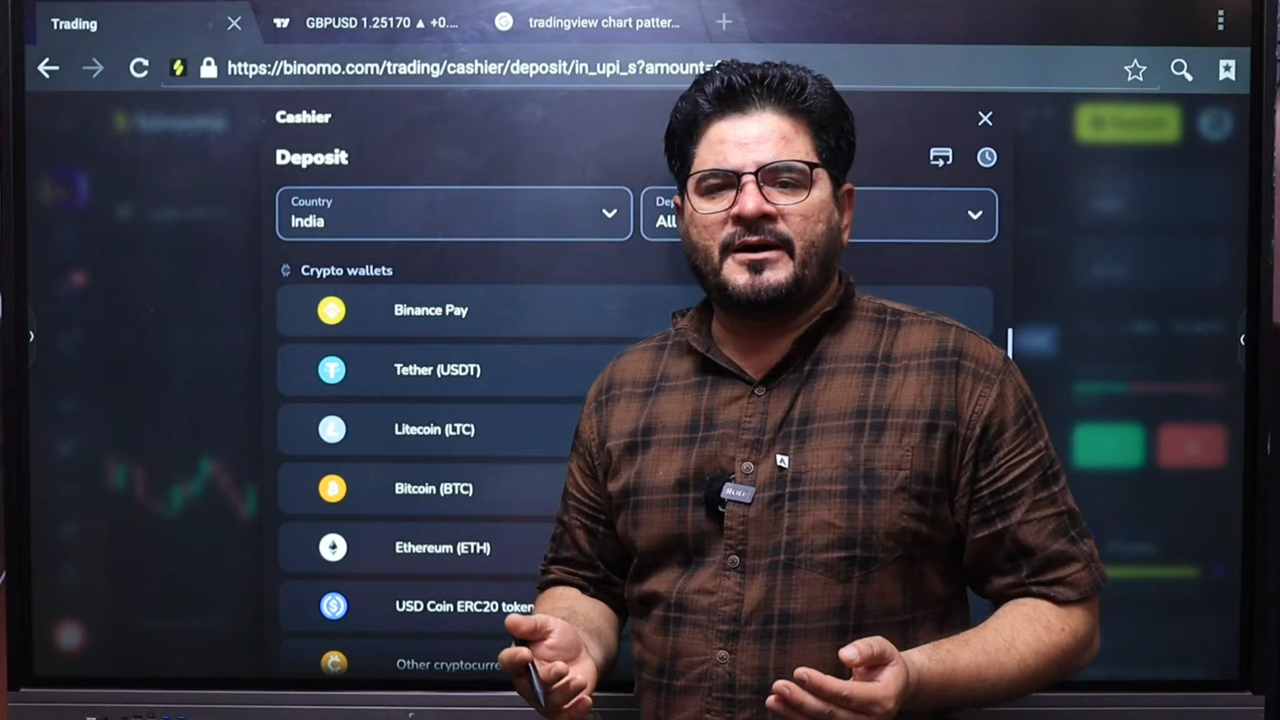 Trading
GBPUSD 1.25170 ▲ +0...
tradingview chart patter...
https://binomo.com/trading/cashier/deposit/in_upi_s?amount=
Cashier
Deposit
Country
India
De
All
Crypto wallets
Binance Pay
Tether (USDT)
Litecoin (LTC)
Bitcoin (BTC)
Ethereum (ETH)
USD Coin ERC20 token
Other cryptocurre